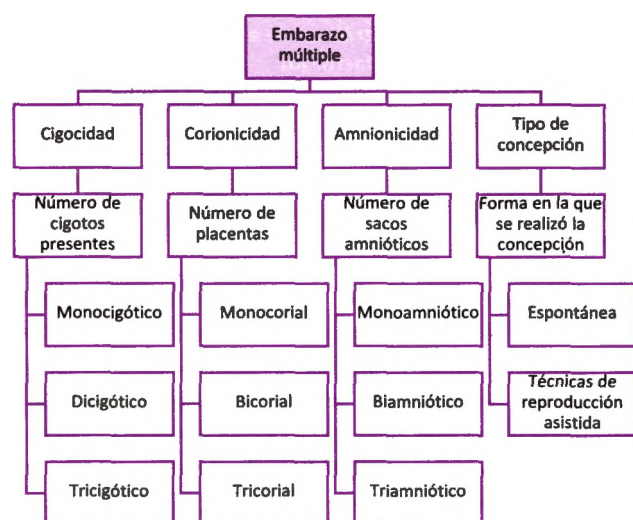 Embarazo
múltiple
Cigocidad
Corionicidad
Amnionicidad
Tipo de
concepción
Número de
cigotos
presentes
Número de
placentas
Número de
sacos
amnióticos
Forma en la que
se realizó la
concepción
Monocigótico
Monocorial
Monoamniótico
Espontánea
Dicigótico
Bicorial
Biamniótico
Técnicas de
reproducción
asistida
Tricigótico
Tricorial
Triamniótico